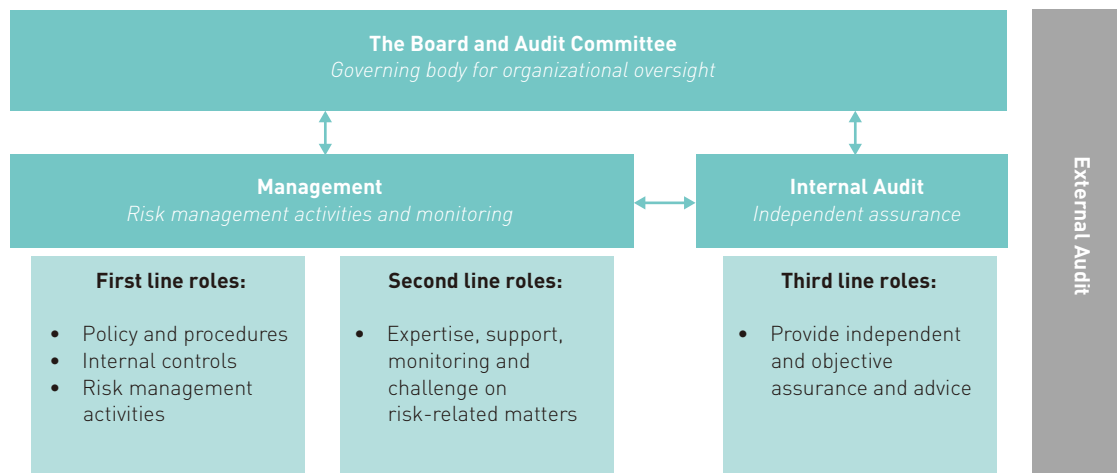 The Board and Audit Committee
Governing body for organizational oversight
Management
Risk management activities and monitoring
Internal Audit
Independent assurance
First line roles:
• Policy and procedures
• Internal controls
• Risk management
activities
Second line roles:
• Expertise, support,
monitoring and
challenge on
risk-related matters
Third line roles:
• Provide independent
and objective
assurance and advice
External Audit